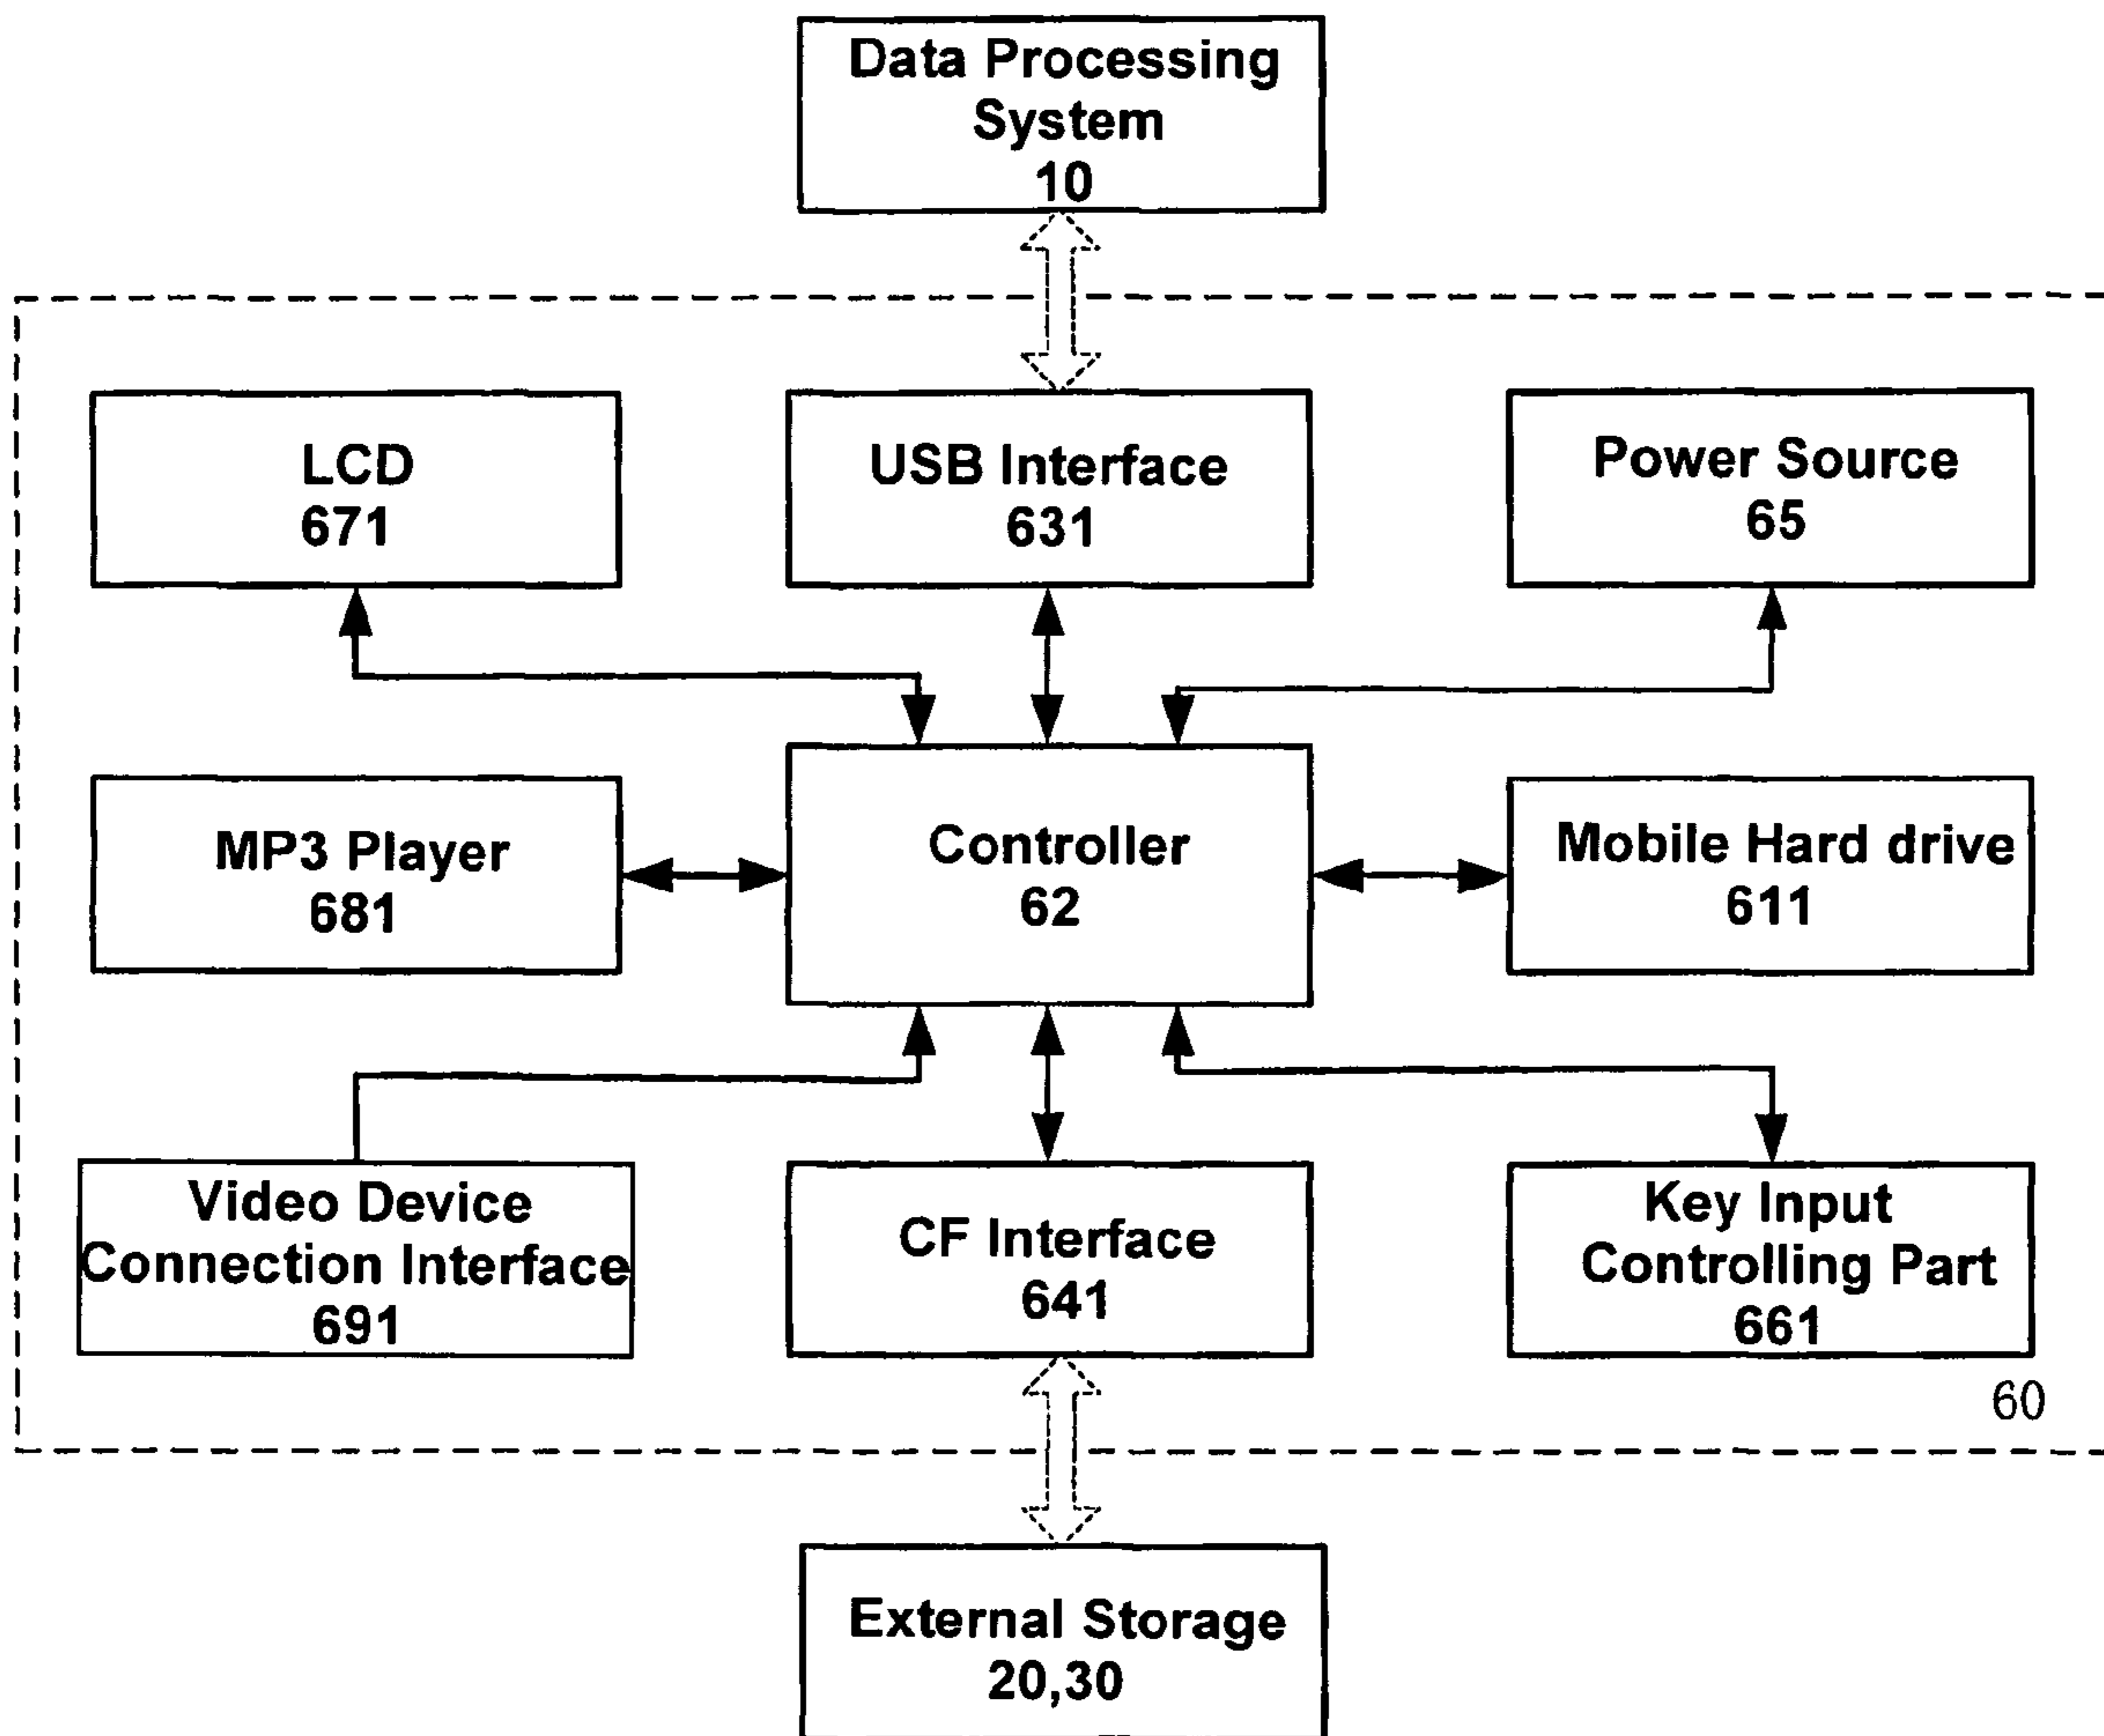 Data Processing
System
10
LCD
671
USB Interface
631
Power Source
65
MP3 Player
681
Controller
62
Mobile Hard drive
611
Video Device
Connection Interface
691
CF Interface
641
Key Input
Controlling Part
661
60
External Storage
20,30